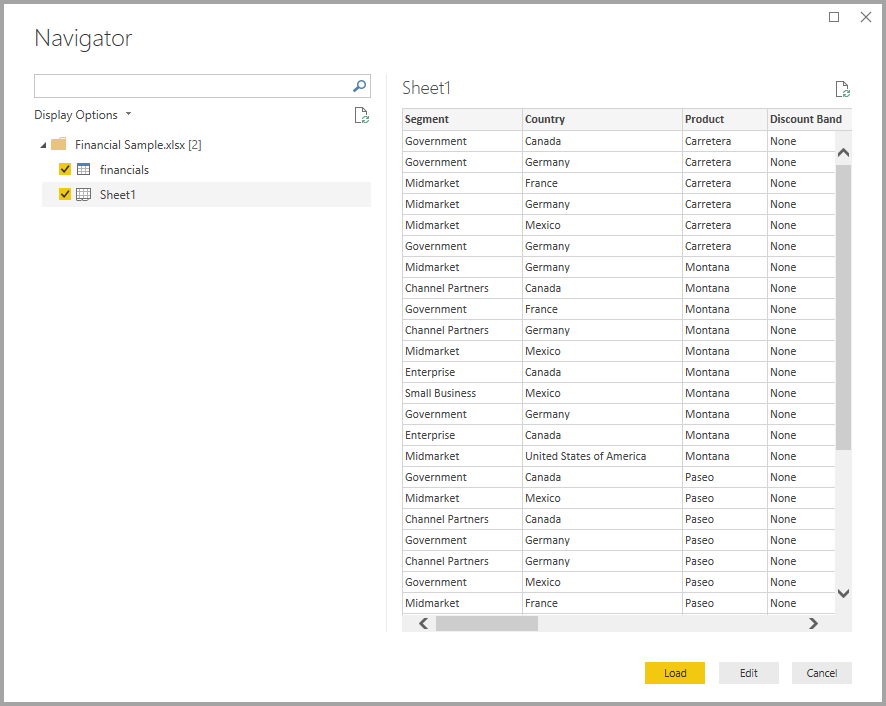 Navigator
Display Options
Financial Sample.xlsx [2]
financials
Sheet1
Sheet1
Segment Country Product Discount Band
Government Canada Carretera None
Government Germany Carretera None
Midmarket France Carretera None
Midmarket Germany Carretera None
Midmarket Mexico Carretera None
Government Germany Carretera None
Midmarket Germany Montana None
Channel Partners Canada Montana None
Government France Montana None
Channel Partners Germany Montana None
Midmarket Mexico Montana None
Enterprise Canada Montana None
Small Business Mexico Montana None
Government Germany Montana None
Enterprise Canada Montana None
Midmarket United States of America Montana None
Government Canada Paseo None
Midmarket Mexico Paseo None
Channel Partners Canada Paseo None
Government Germany Paseo None
Channel Partners Germany Paseo None
Government Mexico Paseo None
Midmarket France Paseo None
Load Edit Cancel